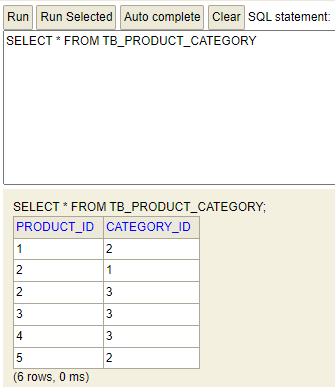 Run Run Selected Auto complete Clear SQL statement:
SELECT * FROM TB_PRODUCT_CATEGORY
SELECT * FROM TB_PRODUCT_CATEGORY;
PRODUCT_ID CATEGORY_ID
1 2
2 1
2 3
3 3
4 3
5 2
(6 rows, 0 ms)